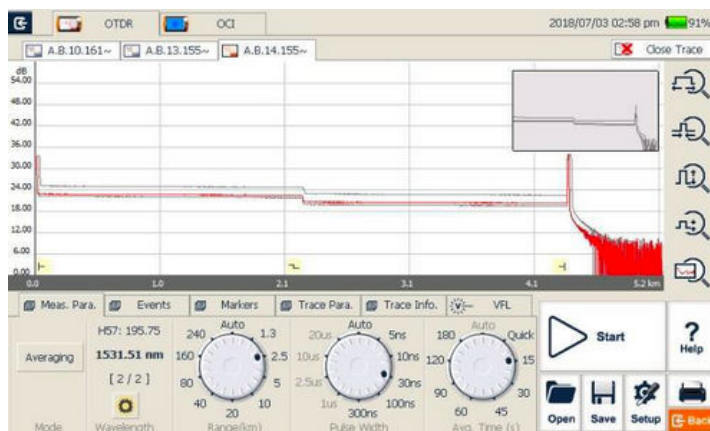 OTDR OCI 2018/07/03 02:58 pm 91%
A.B.10.161~ A.B.13.155~ A.B.14.155~ Close Trace
dB
54.00
48.00
42.00
36.00
30.00
24.00
18.00
12.00
6.00
0.00
0.0 1.0 2.1 3.1 4.1 5.2 km
Meas. Para. Events Markers Trace Para. Trace Info. VFL
Averaging
Mode
H57: 195.75
1531.51 nm
[ 2 / 2 ]
Wavelength
Auto
240 1.3
160 2.5
80 5
40 10
20
Range(km)
Auto
20us 5ns
10us 10ns
2.5us 30ns
1us 100ns
300ns
Pulse Width
Auto
180 Quick
120 15
90 30
60 45
Avg. Time (s)
Start
? Help
Open Save Setup Back